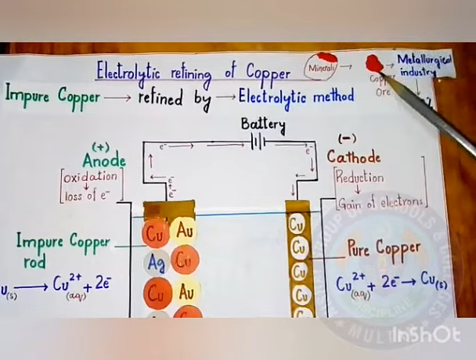 Electrolytic refining of Copper
Minerals
Copper
Ore
Metallurgical
industry
Impure Copper → refined by → Electrolytic method
Battery
(+)
Anode
oxidation
loss of e⁻
(-)
Cathode
Reduction
Gain of electrons
e⁻ e⁻
e⁻
e⁻
Cu Au
Ag Cu
Cu Au
Cu
Cu
Cu
Cu
Impure Copper
rod
Pure Copper
u(s) → Cu²⁺(aq) + 2e⁻
Cu²⁺(aq) + 2e⁻ → Cu(s)
DISCIPLINE
InShOt